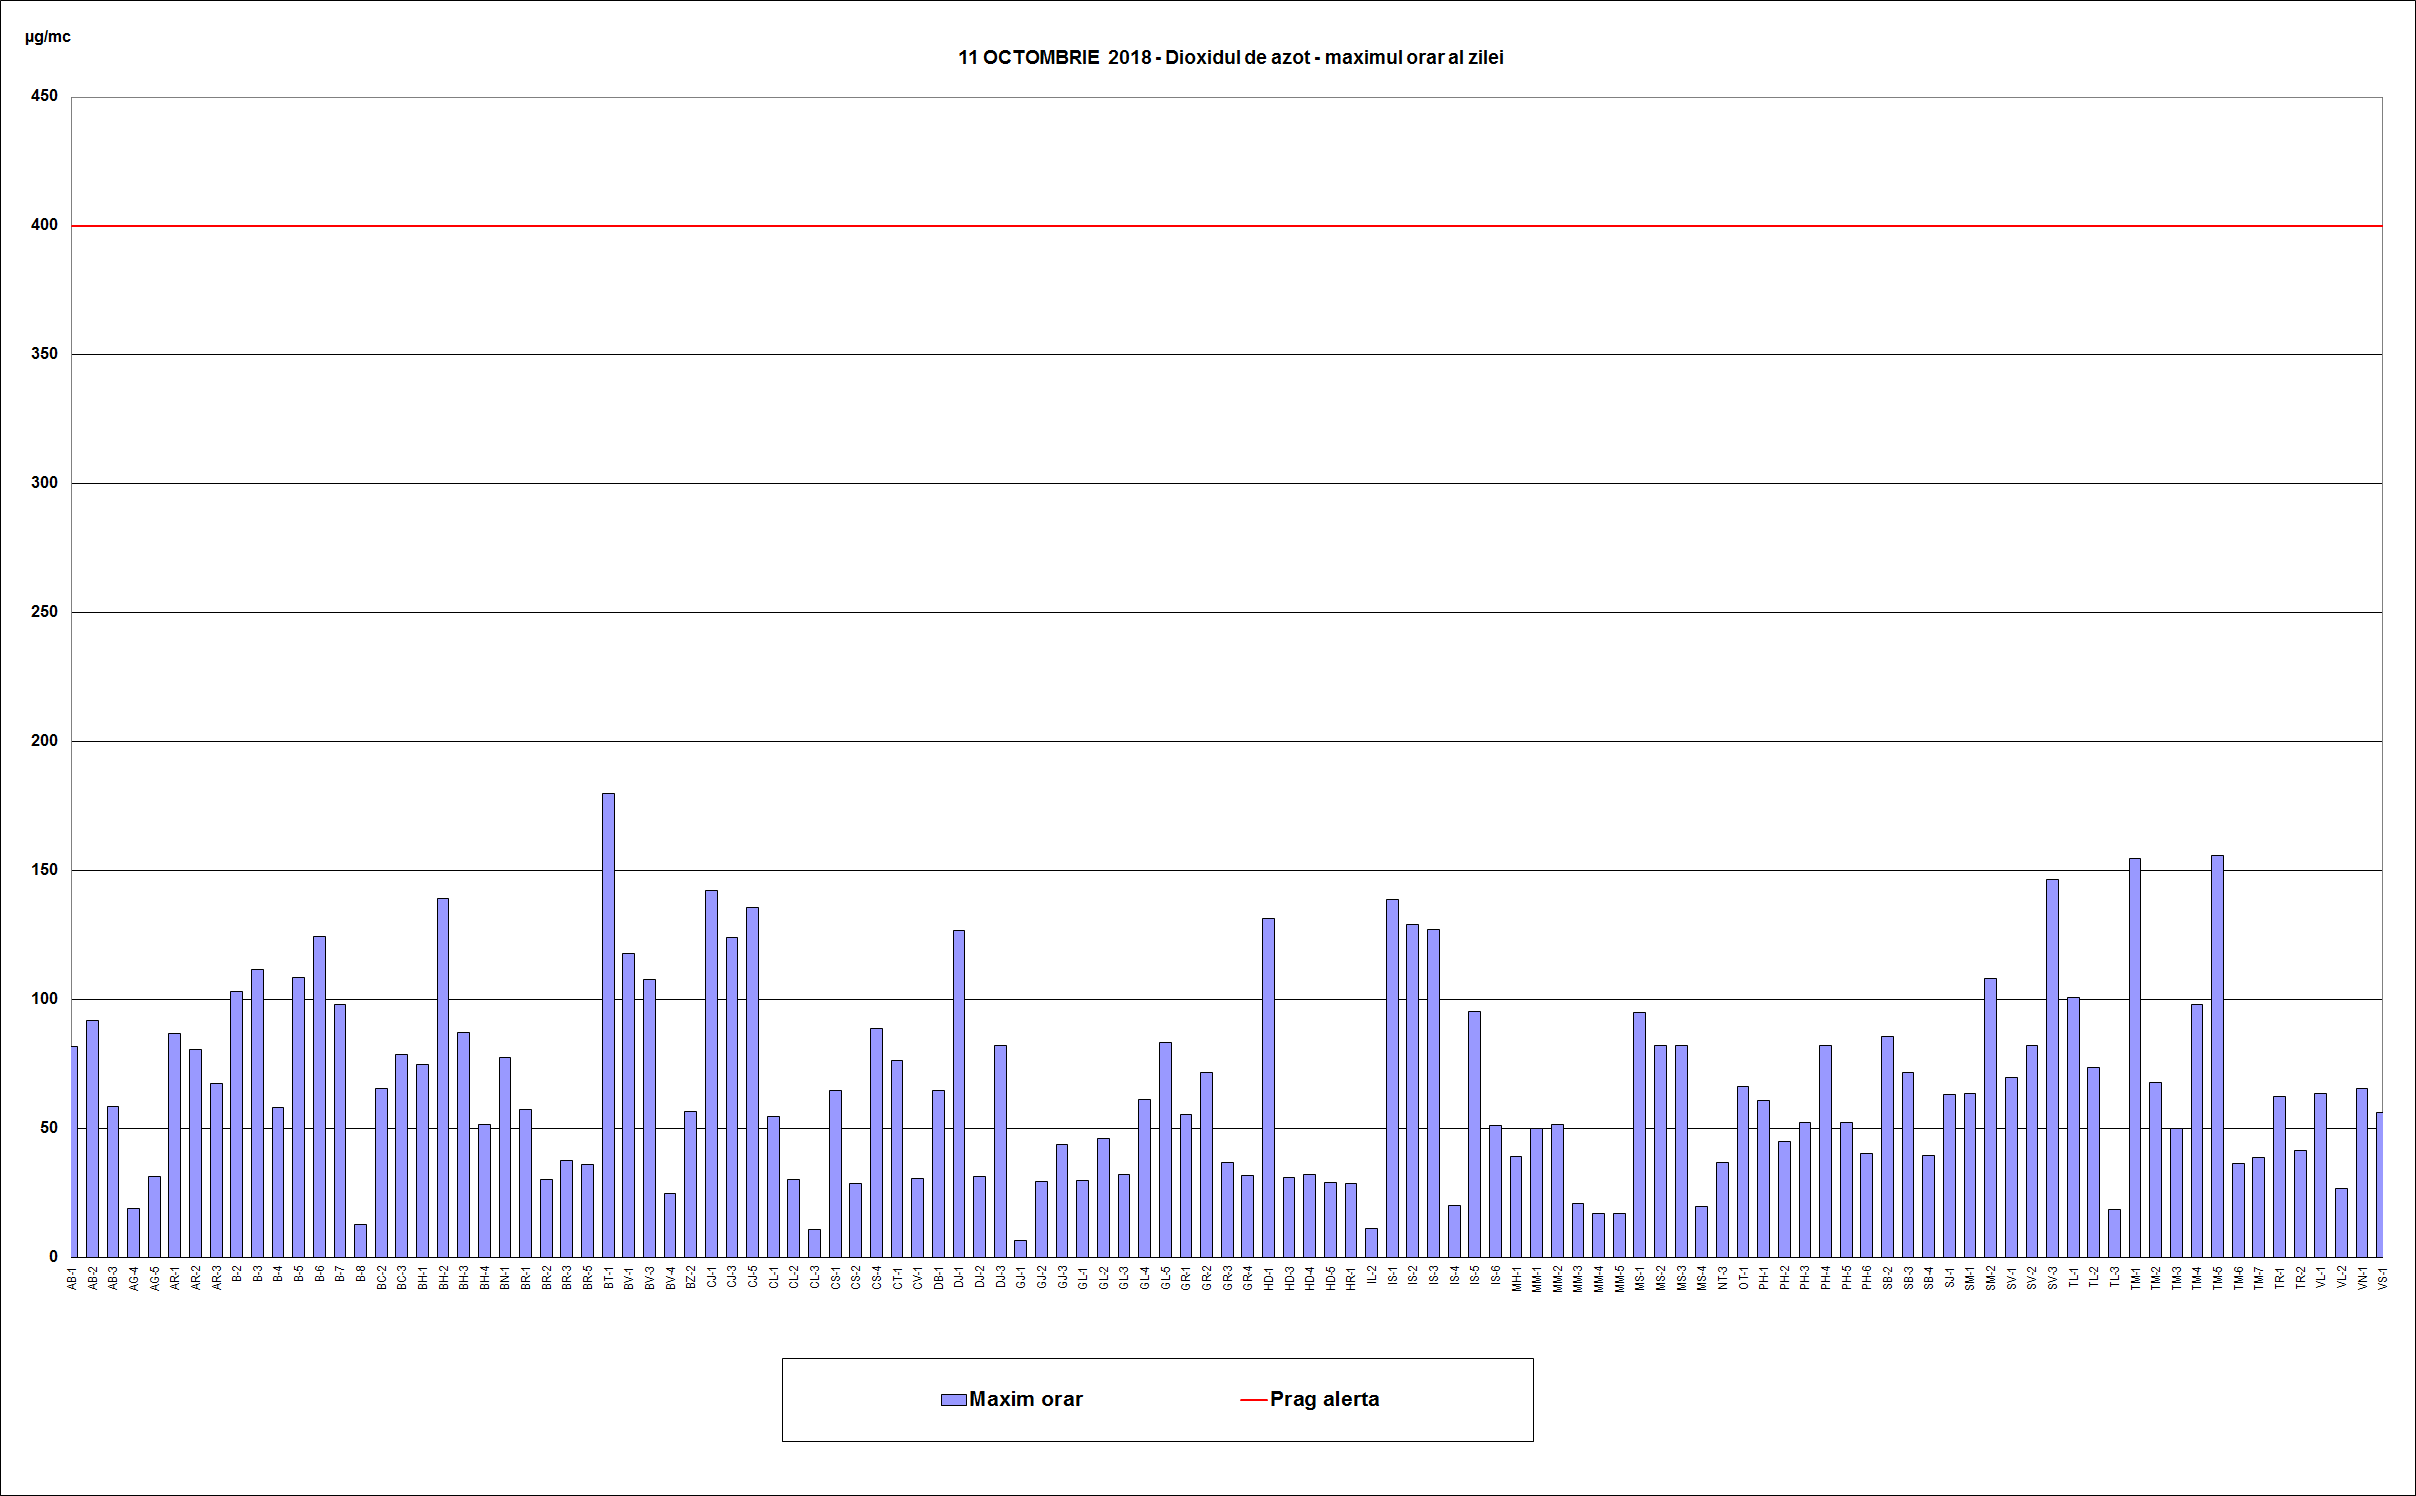 µg/mc
11 OCTOMBRIE 2018 - Dioxidul de azot - maximul orar al zilei
450
400
350
300
250
200
150
100
50
0
AB-1 AB-2 AB-3 AG-4 AG-5 AR-1 AR-2 AR-3 B-2 B-3 B-4 B-5 B-6 B-7 B-8 BC-2 BC-3 BH-1 BH-2 BH-3 BH-4 BN-1 BR-1 BR-2 BR-3 BR-5 BT-1 BV-1 BV-3 BV-4 BZ-2 CJ-1 CJ-3 CJ-5 CL-1 CL-2 CL-3 CS-1 CS-2 CS-4 CT-1 CV-1 DB-1 DJ-1 DJ-2 DJ-3 GJ-1 GJ-2 GJ-3 GL-1 GL-2 GL-3 GL-4 GL-5 GR-1 GR-2 GR-3 GR-4 HD-1 HD-3 HD-4 HD-5 HR-1 IL-2 IS-1 IS-2 IS-3 IS-4 IS-5 IS-6 MH-1 MM-1 MM-2 MM-3 MM-4 MM-5 MS-1 MS-2 MS-3 MS-4 NT-3 OT-1 PH-1 PH-2 PH-3 PH-4 PH-5 PH-6 SB-2 SB-3 SB-4 SJ-1 SM-1 SM-2 SV-1 SV-2 SV-3 TL-1 TL-2 TL-3 TM-1 TM-2 TM-3 TM-4 TM-5 TM-6 TM-7 TR-1 TR-2 VL-1 VL-2 VN-1 VS-1
Maxim orar Prag alerta